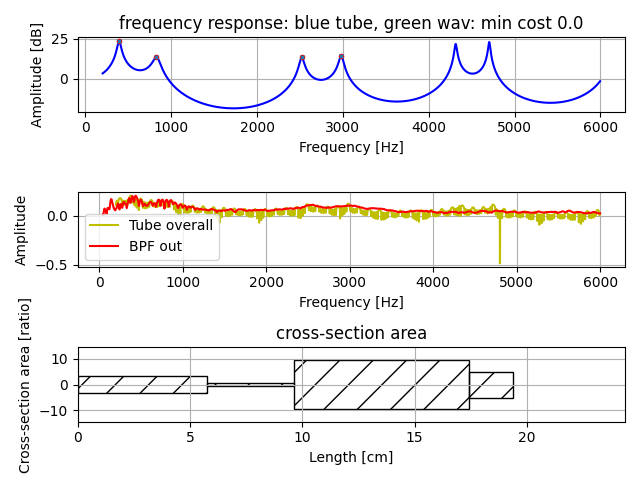 frequency response: blue tube, green wav: min cost 0.0
Amplitude [dB]
25
0
0
1000
2000
3000
4000
5000
6000
Frequency [Hz]
Amplitude
0.0
−0.5
Tube overall
BPF out
0
1000
2000
3000
4000
5000
6000
Frequency [Hz]
cross-section area
Cross-section area [ratio]
10
0
−10
0
5
10
15
20
Length [cm]